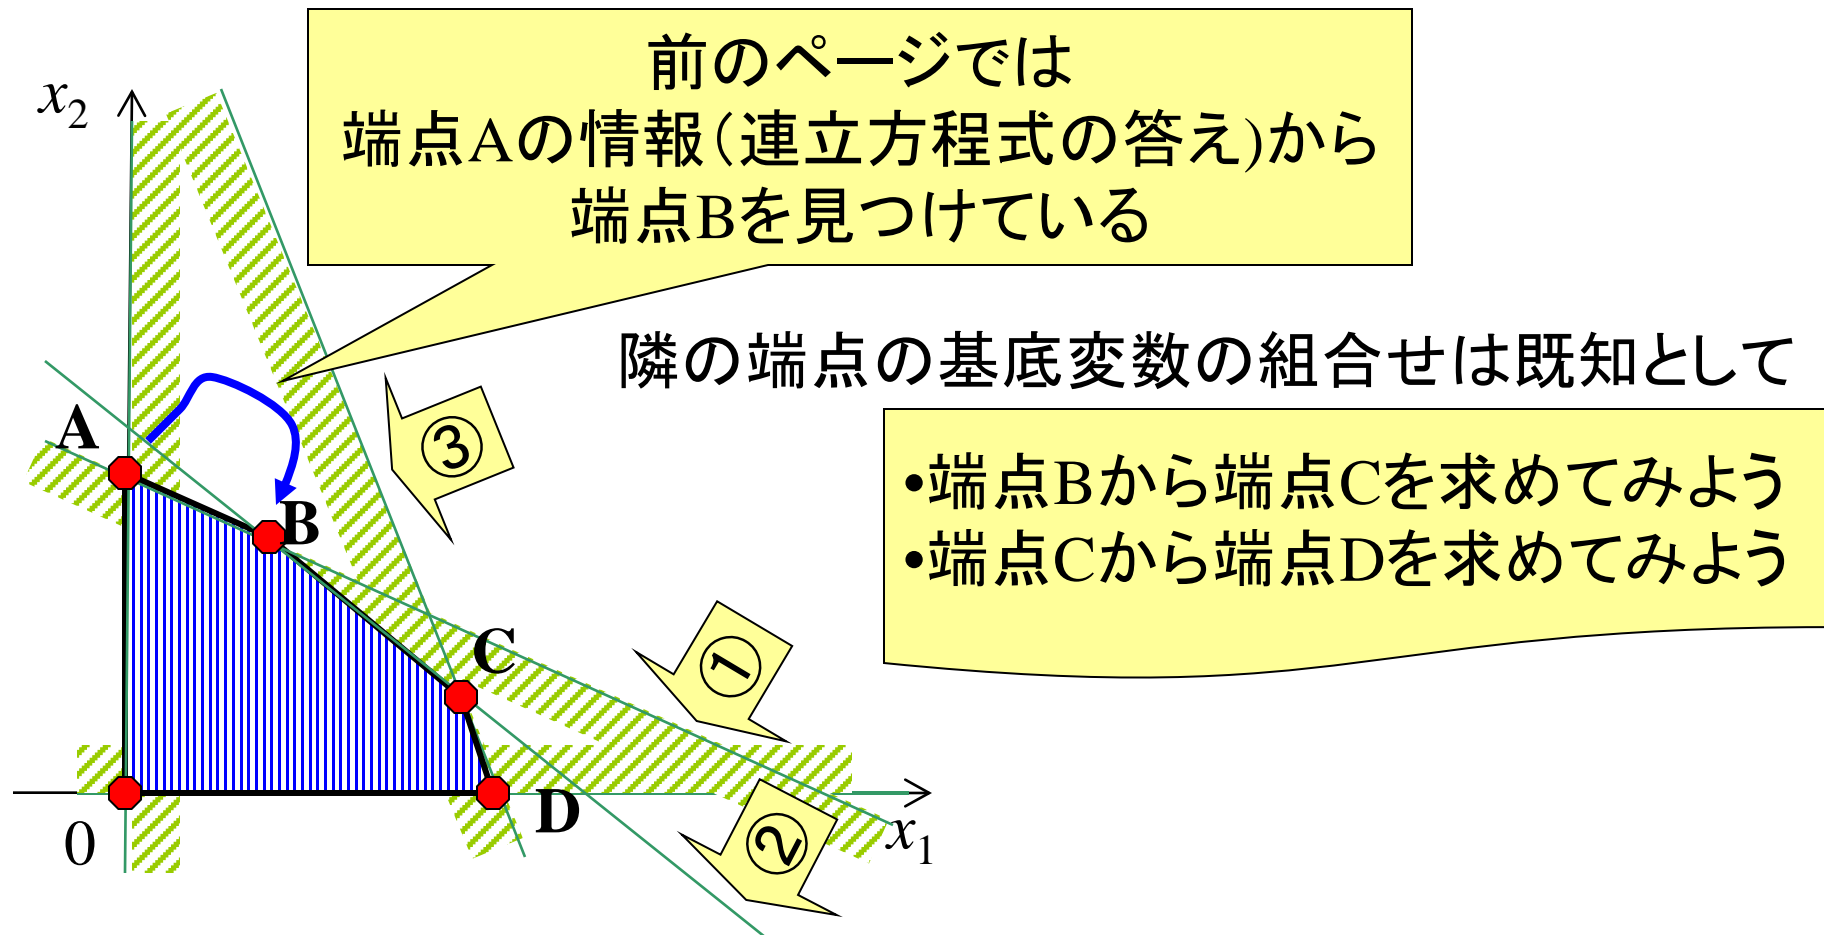 前のページでは
端点Aの情報（連立方程式の答え)から
端点Bを見つけている
x2
隣の端点の基底変数の組合せは既知として
A
③
•端点Bから端点Cを求めてみよう
B
•端点Cから端点Dを求めてみよう
C
①
D
0
②
x1